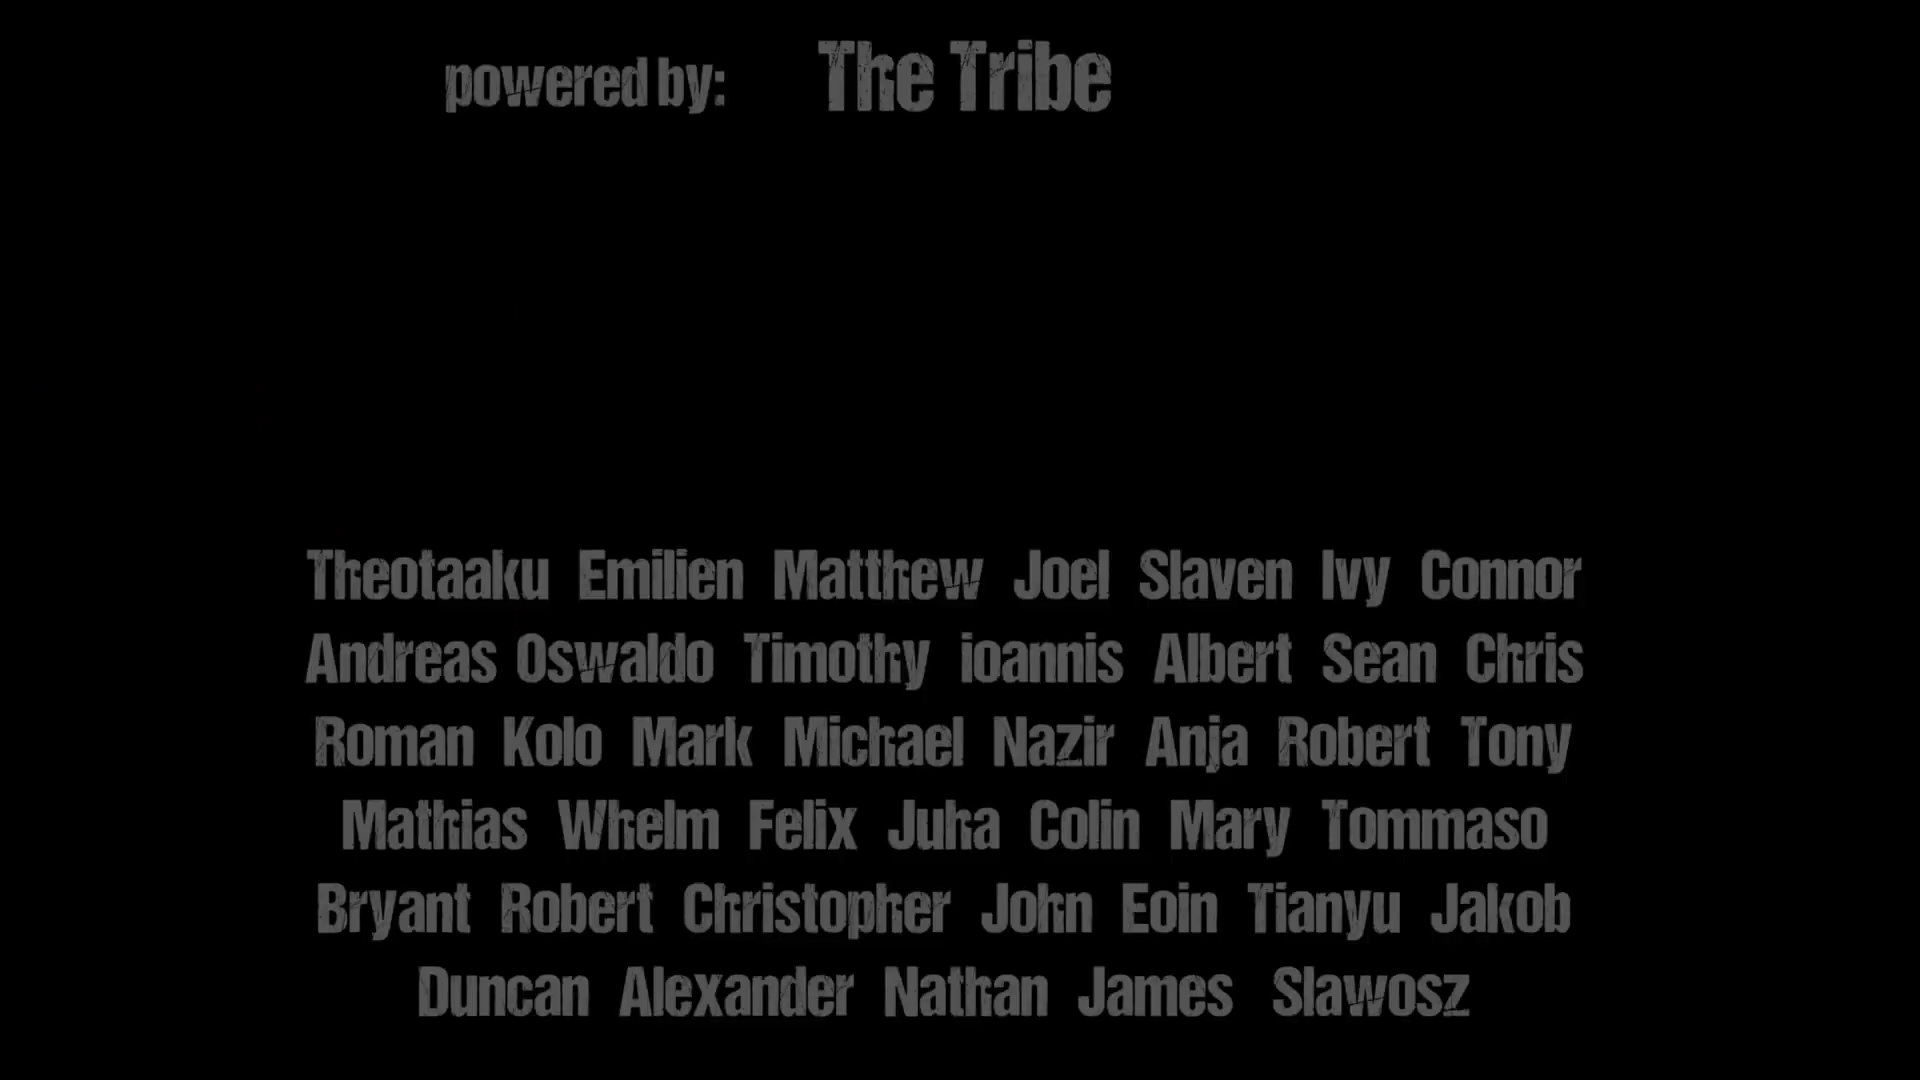 powered by: The Tribe
Theotaaku Emilien Matthew Joel Slaven Ivy Connor
Andreas Oswaldo Timothy ioannis Albert Sean Chris
Roman Kolo Mark Michael Nazir Anja Robert Tony
Mathias Whelm Felix Juha Colin Mary Tommaso
Bryant Robert Christopher John Eoin Tianyu Jakob
Duncan Alexander Nathan James Slawosz